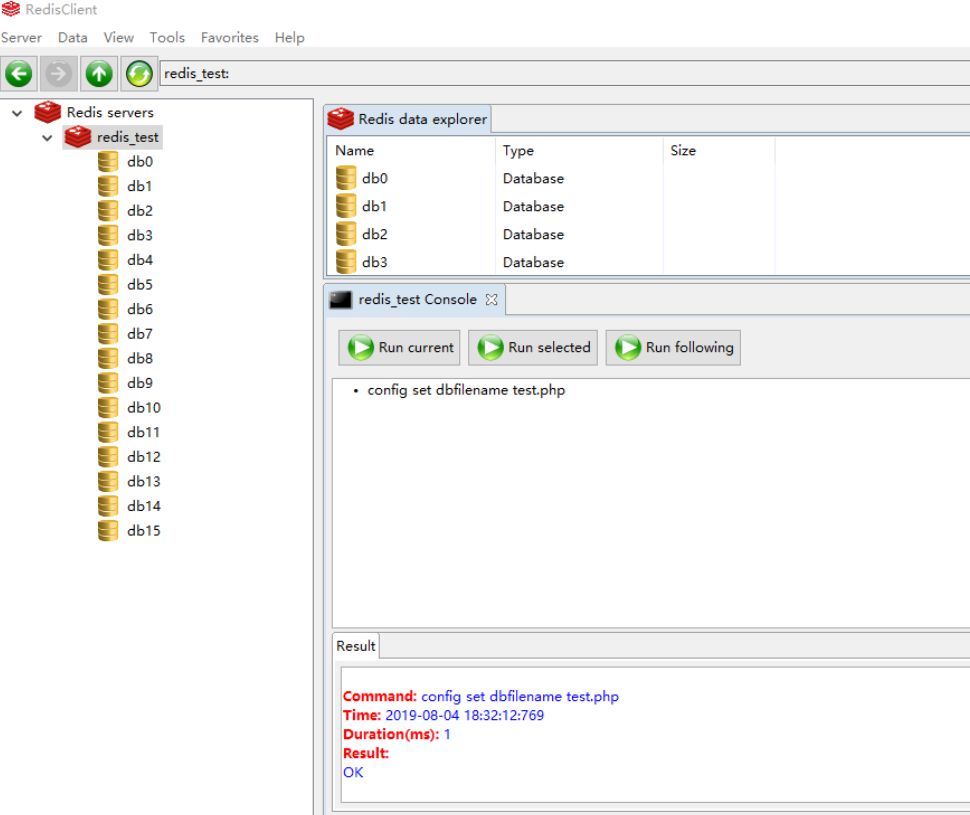 RedisClient
Server Data View Tools Favorites Help
redis_test:
Redis servers
redis_test
db0
db1
db2
db3
db4
db5
db6
db7
db8
db9
db10
db11
db12
db13
db14
db15
Redis data explorer
Name Type Size
db0 Database
db1 Database
db2 Database
db3 Database
redis_test Console
Run current Run selected Run following
• config set dbfilename test.php
Result
Command: config set dbfilename test.php
Time: 2019-08-04 18:32:12:769
Duration(ms): 1
Result:
OK